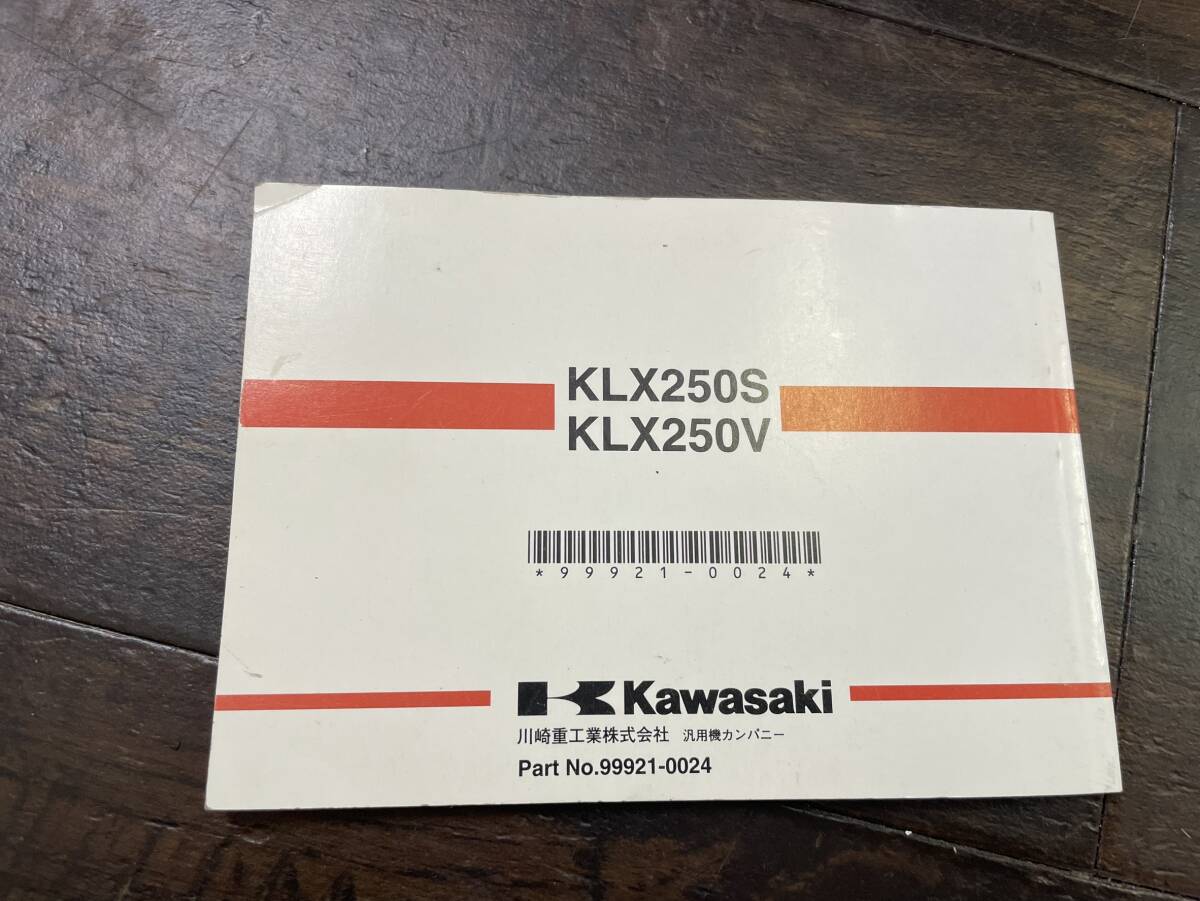 KLX250S
KLX250V
*99921-0024*
Kawasaki
川崎重工業株式会社 汎用機カンパニー
Part No.99921-0024